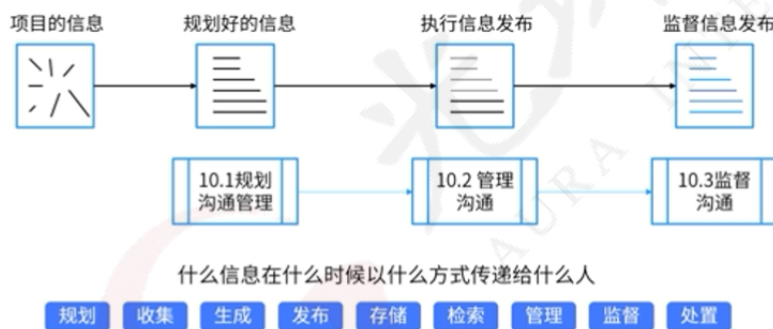 项目的信息
规划好的信息
执行信息发布
监督信息发布
10.1规划
沟通管理
10.2 管理
沟通
10.3监督
沟通
什么信息在什么时候以什么方式传递给什么人
规划
收集
生成
发布
存储
检索
管理
监督
处置
AURA INTE